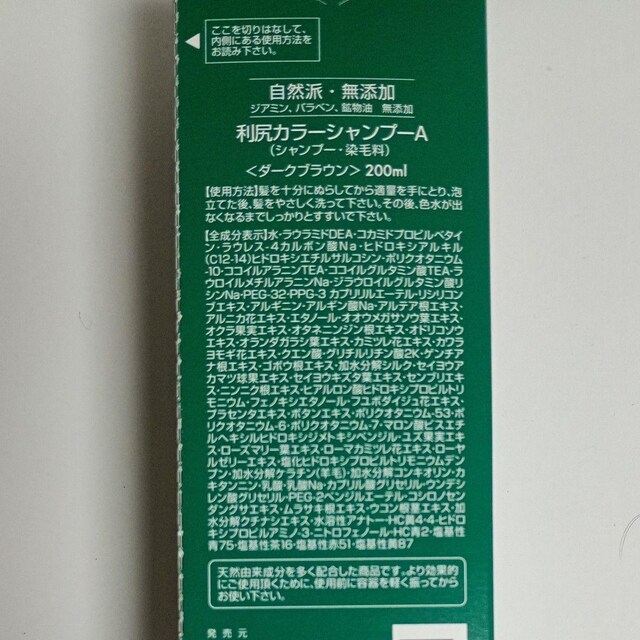 ここを切りはなして、
内側にある使用方法を
お読み下さい。
自然派・無添加
ジアミン、パラベン、鉱物油 無添加
利尻カラーシャンプーA
(シャンプー・染毛料)
<ダークブラウン> 200ml
【使用方法】髪を十分にぬらしてから適量を手にとり、泡
立てた後、髪をやさしく洗って下さい。その後、色水が出
なくなるまでしっかりとすすいで下さい。
【全成分表示】水・ラウラミドDEA・コカミドプロピルベタイ
ン・ラウレス-4カルボン酸Na・ヒドロキシアルキル
(C12-14)ヒドロキシエチルサルコシン・ポリクオタニウム
-10・ココイルアラニンTEA・ココイルグルタミン酸TEA・ラ
ウロイルメチルアラニンNa・ジラウロイルグルタミン酸リ
シンNa・PEG-32・PPG-3 カプリリルエーテル・リシリコン
ブエキス・アルギニン・アルギン酸Na・アルテア根エキス・
アルニカ花エキス・エタノール・オオウメガサソウ葉エキス・
オクラ果実エキス・オタネニンジン根エキス・オドリコソウ
エキス・オランダガラシ葉エキス・カミツレ花エキス・カワラ
ヨモギ花エキス・クエン酸・グリチルリチン酸2K・ゲンチア
ナ根エキス・ゴボウ根エキス・加水分解シルク・セイヨウア
カマツ球果エキス・セイヨウキズタ葉エキス・センブリエキ
ス・ニンニク根エキス・ヒアルロン酸ヒドロキシプロピルトリ
モニウム・フェノキシエタノール・フユボダイジュ花エキス・
プラセンタエキス・ボタンエキス・ポリクオタニウム-53・ポ
リクオタニウム-6・ポリクオタニウム-7・マロン酸ビスエチ
ルヘキシルヒドロキシジメトキシベンジル・ユズ果実エキ
ス・ローズマリー葉エキス・ローマカミツレ花エキス・ローヤ
ルゼリーエキス・塩化ヒドロキシプロピルトリモニウムデン
プン・加水分解ケラチン(羊毛)・加水分解コンキオリン・カ
キタンニン・乳酸・乳酸Na・カプリル酸グリセリル・ウンデシ
レン酸グリセリル・PEG-2ベンジルエーテル・コシロノセン
ダングサエキス・ムラサキ根エキス・ウコン根茎エキス・加
水分解クチナシエキス・水溶性アナトー・HC黄4・4-ヒドロ
キシプロピルアミノ-3-ニトロフェノール・HC青2・塩基性
青75・塩基性茶16・塩基性赤51・塩基性黄87
天然由来成分を多く配合した商品です。より効果的
にご使用頂くために、使用前に容器を軽く振ってから
お使い下さい。
発売元